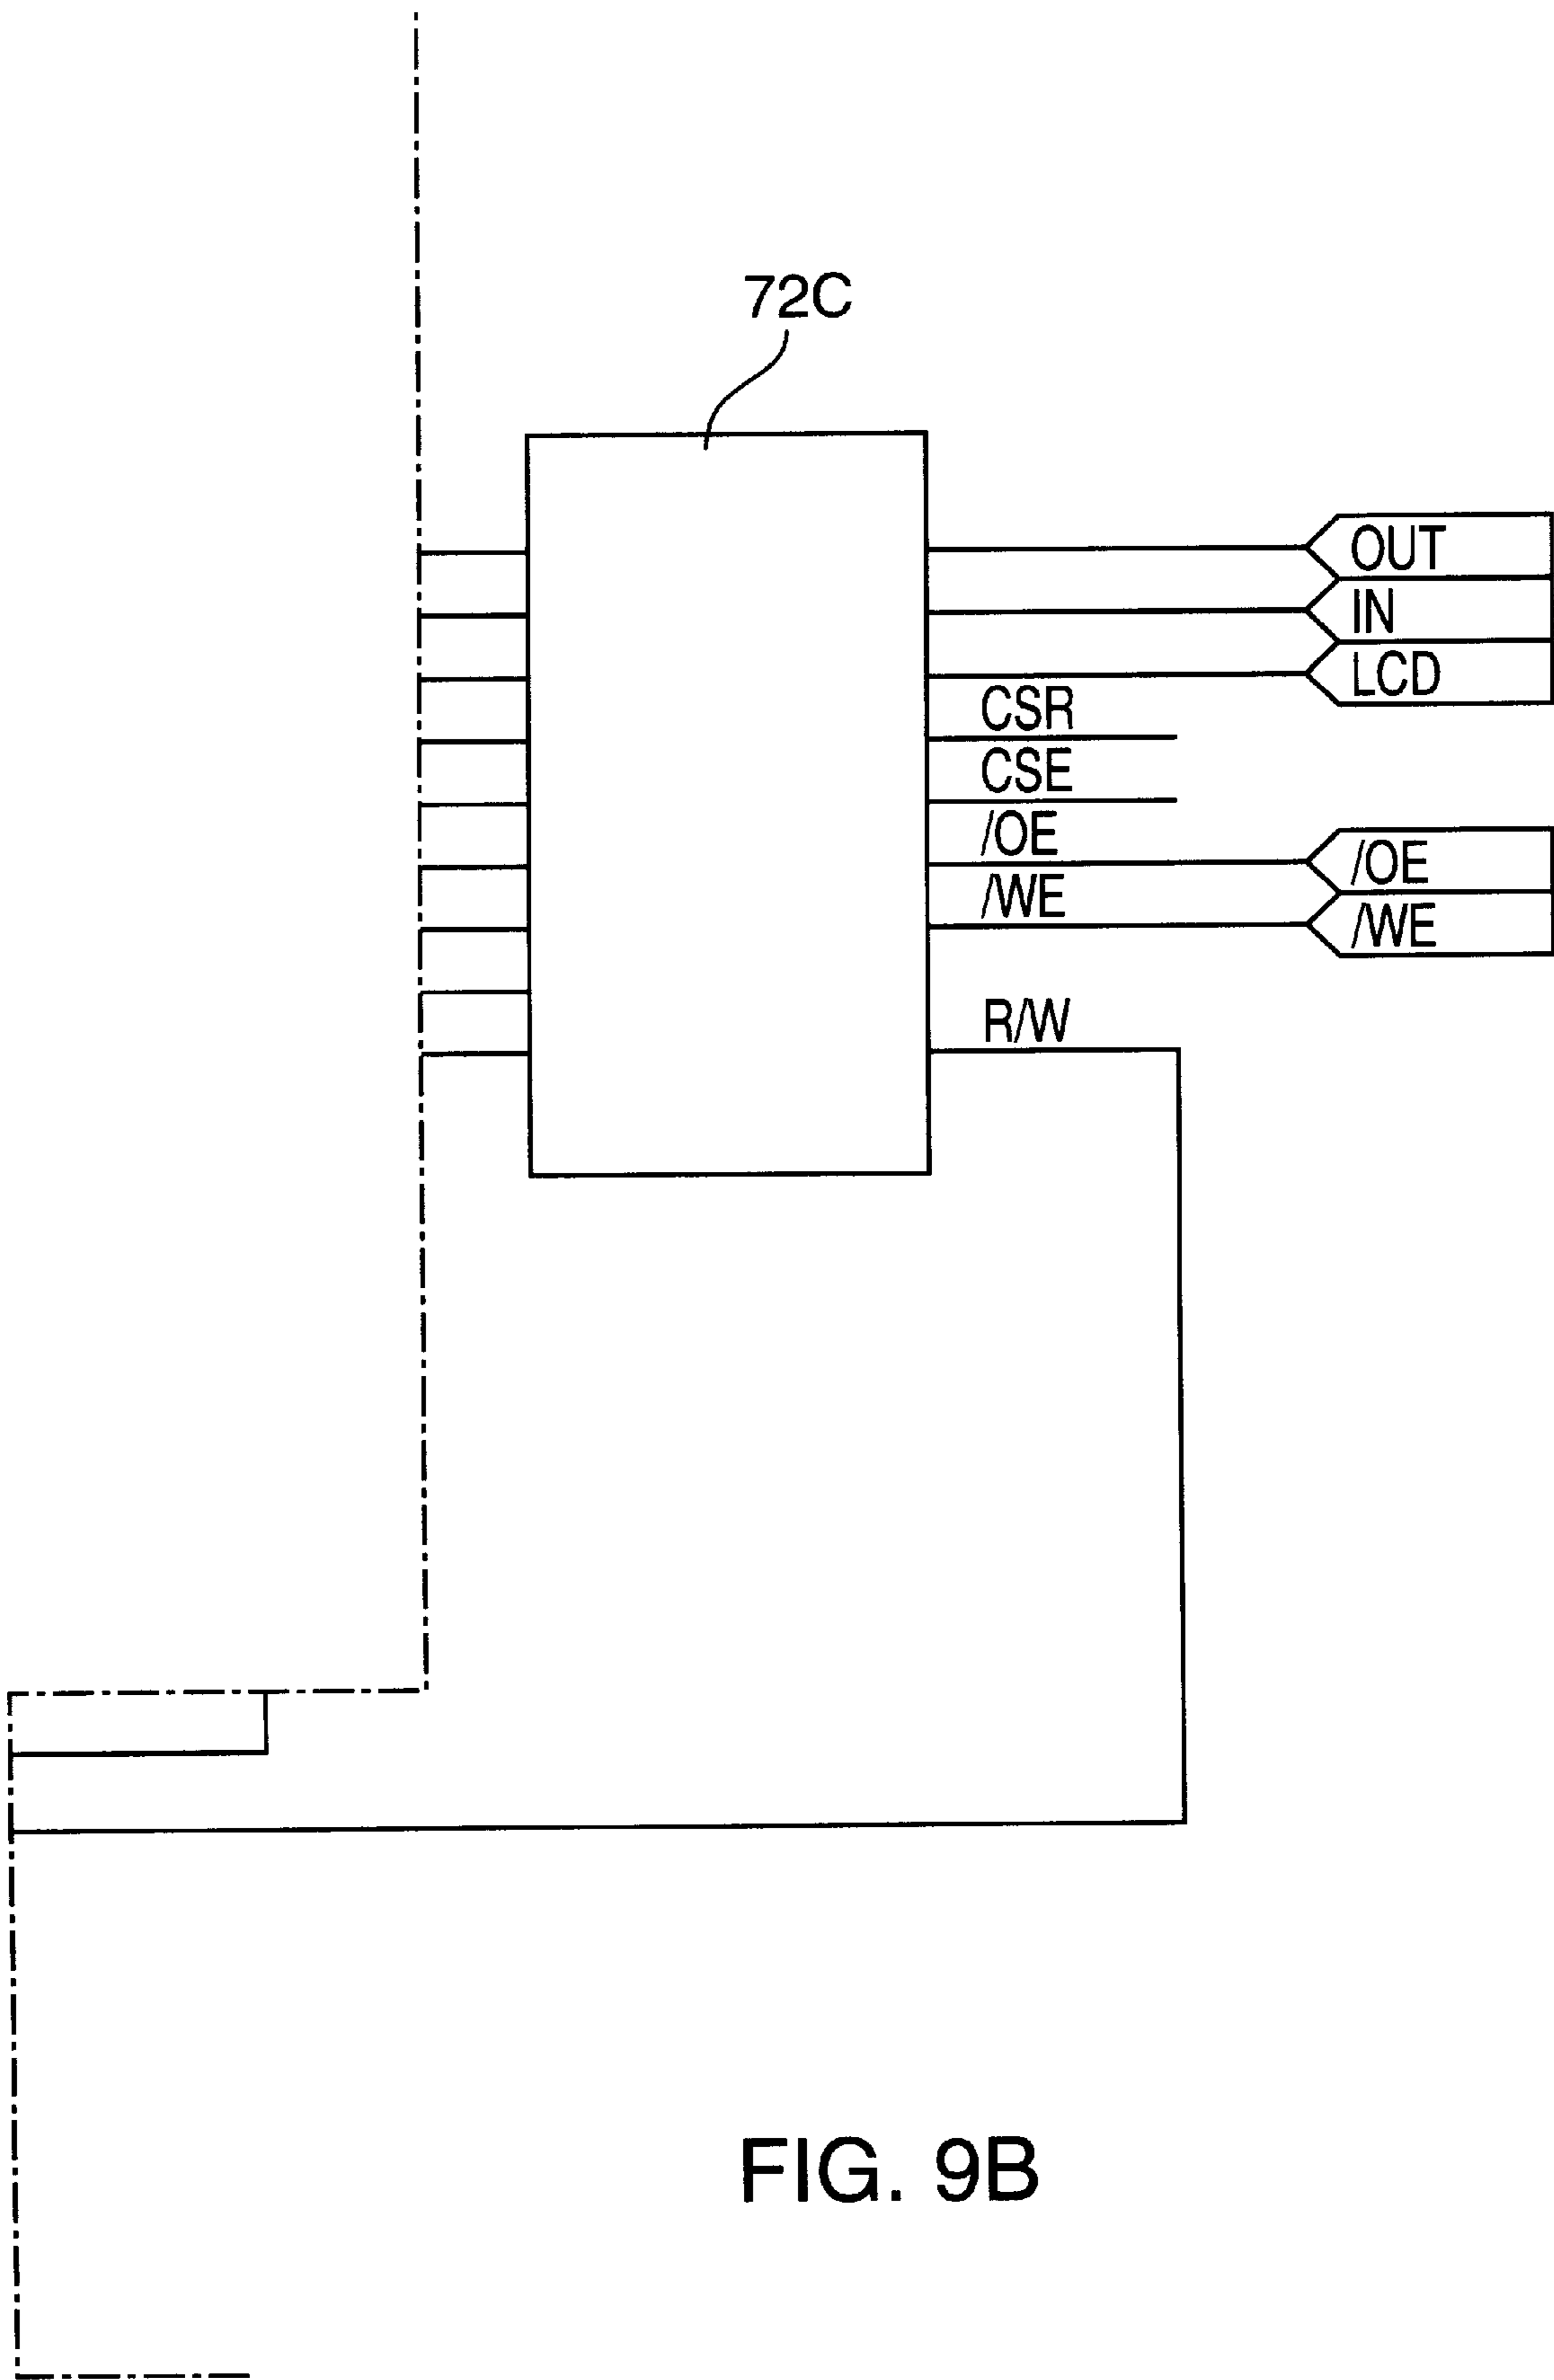 72C
OUT
IN
LCD
CSR
CSE
/OE
/OE
/WE
/WE
R/W
FIG. 9B